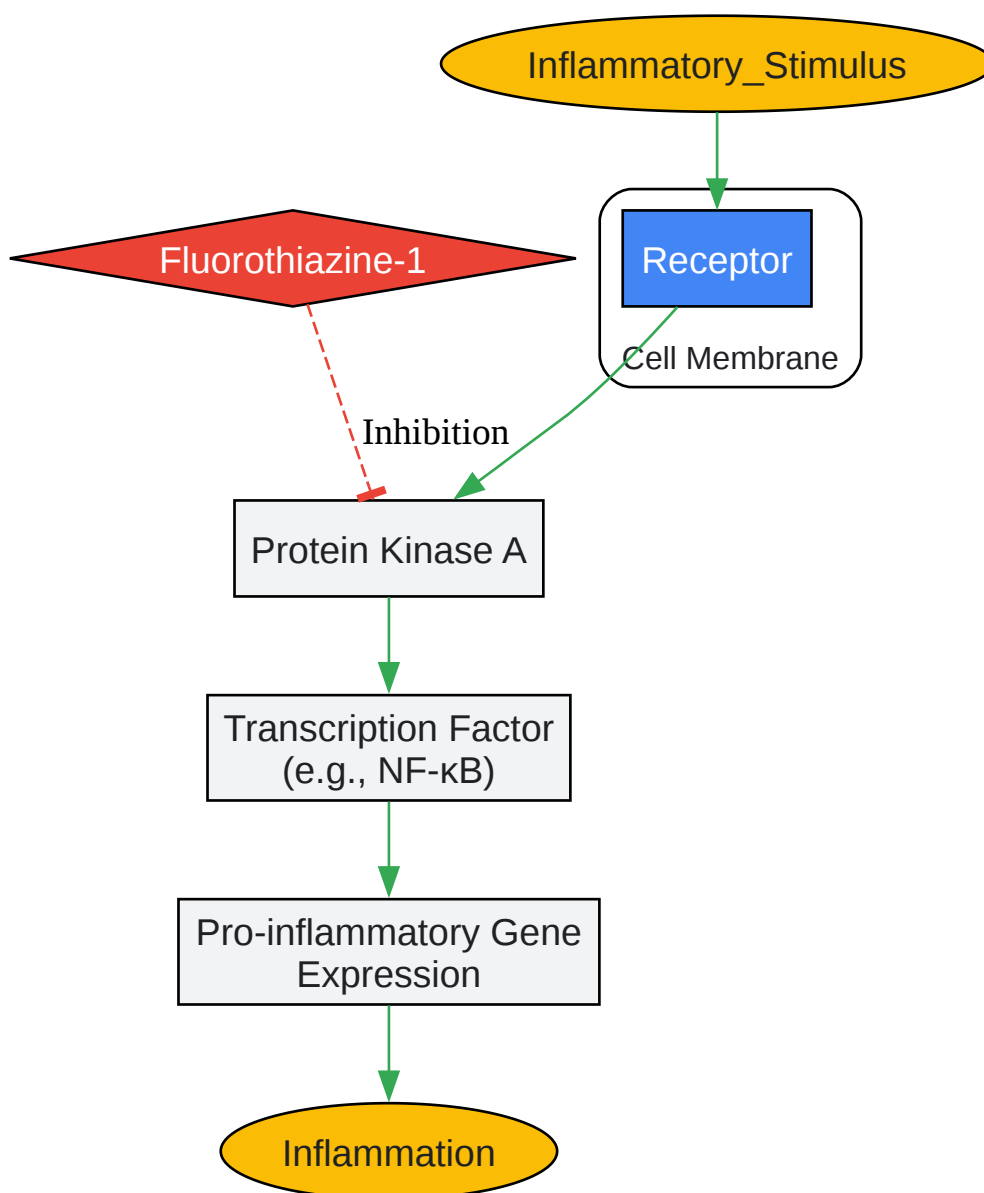 Inflammatory_Stimulus
Fluorothiazine-1
Receptor
Cell Membrane
Inhibition
Protein Kinase A
Transcription Factor
(e.g., NF-κB)
Pro-inflammatory Gene
Expression
Inflammation